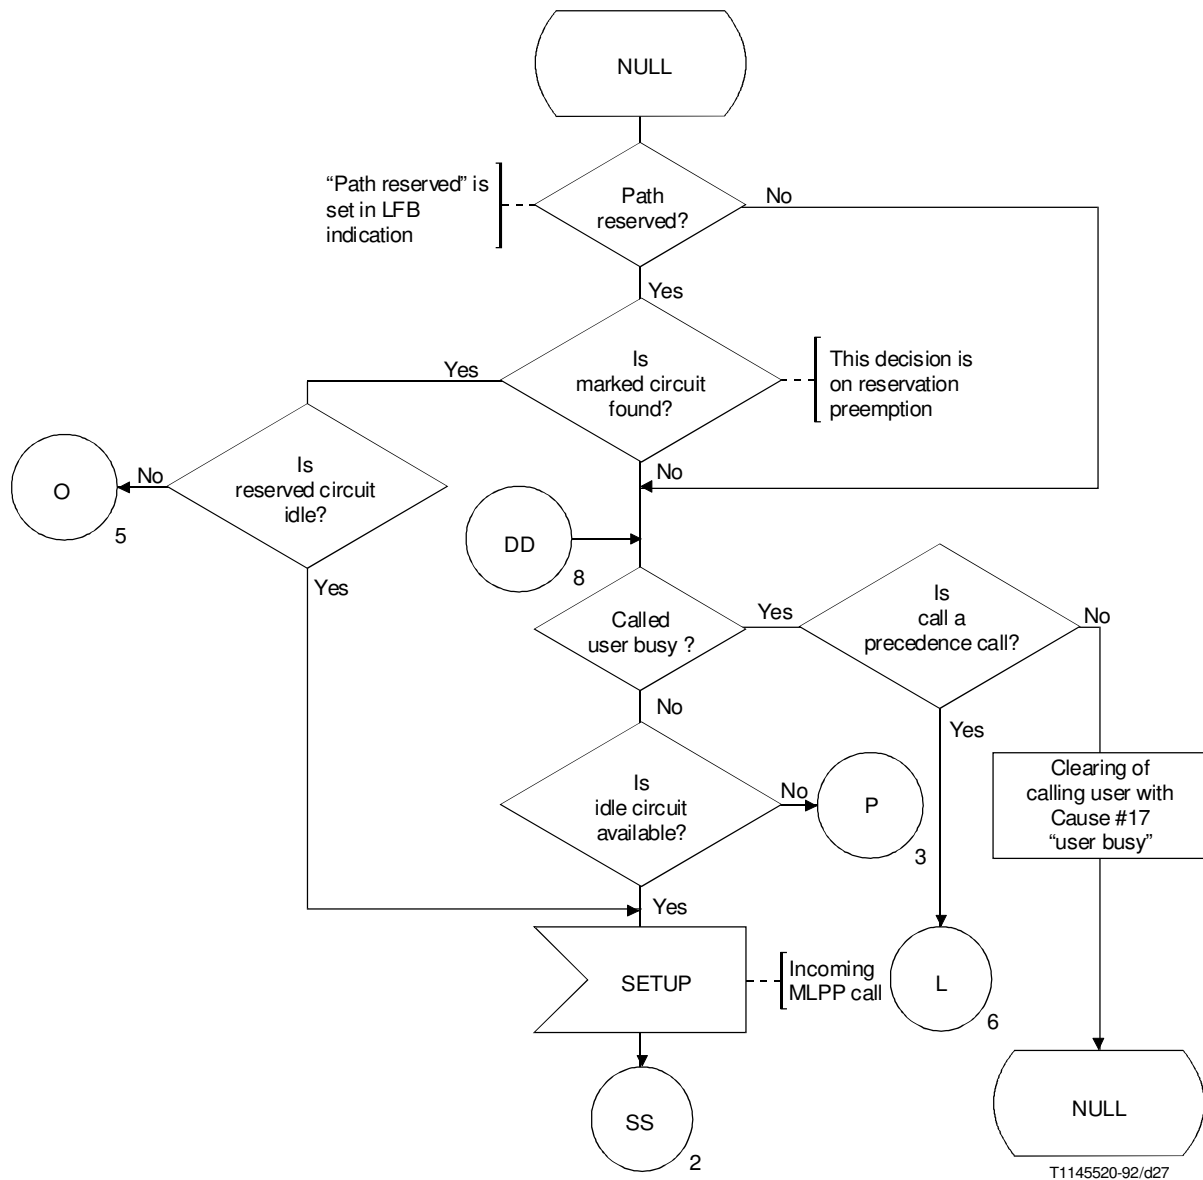 NULL
“Path reserved” is
set in LFB
indication
Path
reserved?
No
Yes
Is
marked circuit
found?
Yes
This decision is
on reservation
preemption
No
Is
reserved circuit
idle?
No
O
5
Yes
DD
8
Called
user busy ?
Yes
Is
call a
precedence call?
No
No
Yes
Is
idle circuit
available?
No
P
3
Clearing of
calling user with
Cause #17
“user busy”
Yes
SETUP
Incoming
MLPP call
L
6
SS
2
NULL
T1145520-92/d27